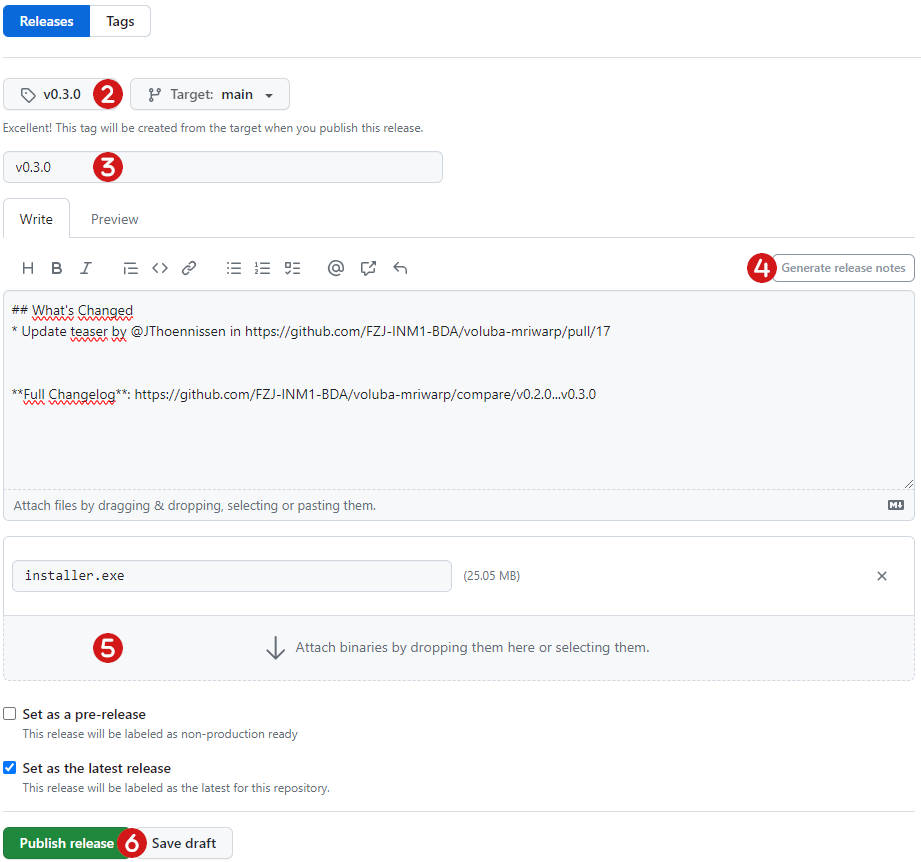 Releases Tags
v0.3.0 2 Target: main
Excellent! This tag will be created from the target when you publish this release.
v0.3.0 3
Write Preview
4 Generate release notes
## What's Changed
* Update teaser by @JThoennissen in https://github.com/FZJ-INM1-BDA/voluba-mriwarp/pull/17
**Full Changelog**: https://github.com/FZJ-INM1-BDA/voluba-mriwarp/compare/v0.2.0...v0.3.0
Attach files by dragging & dropping, selecting or pasting them.
installer.exe (25.05 MB)
5 Attach binaries by dropping them here or selecting them.
Set as a pre-release
This release will be labeled as non-production ready
Set as the latest release
This release will be labeled as the latest for this repository.
Publish release 6 Save draft